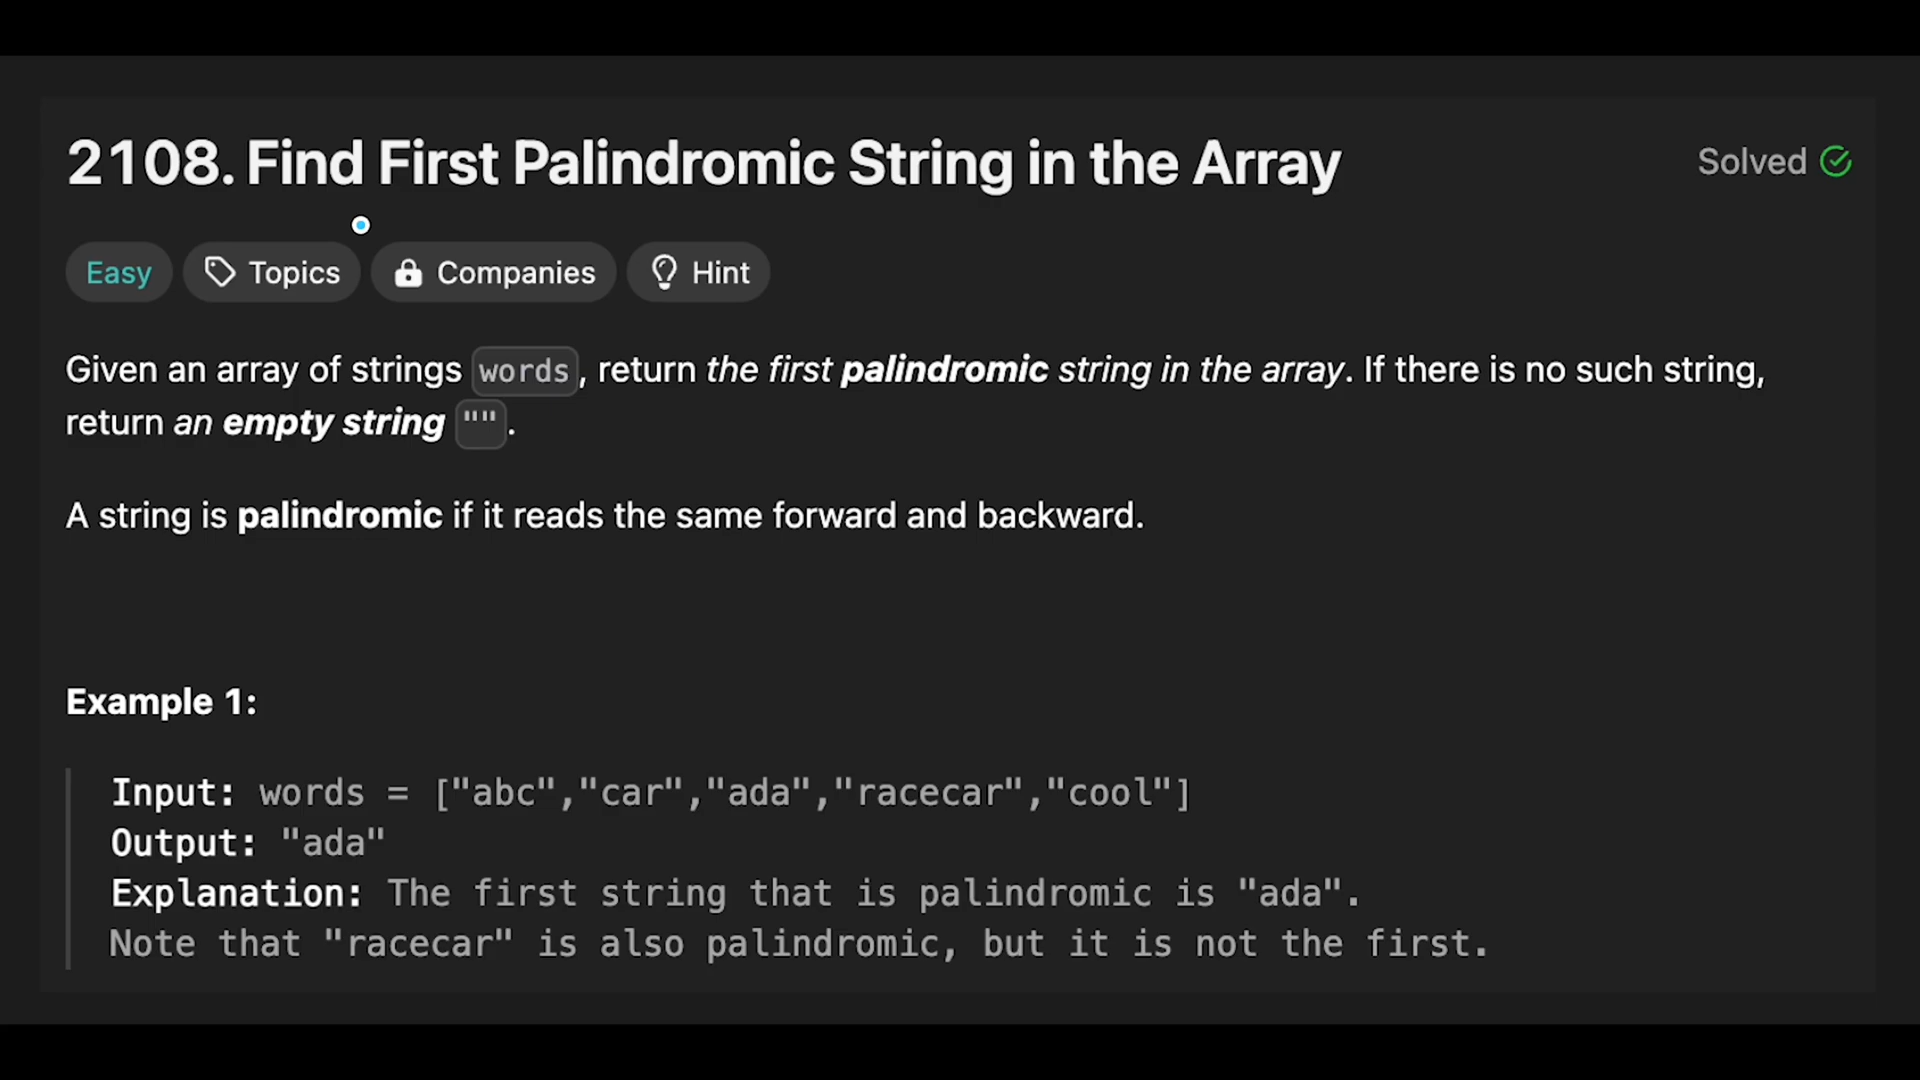 2108. Find First Palindromic String in the Array
Solved
Easy Topics Companies Hint
Given an array of strings words, return the first palindromic string in the array. If there is no such string,
return an empty string "".
A string is palindromic if it reads the same forward and backward.
Example 1:
Input: words = ["abc","car","ada","racecar","cool"]
Output: "ada"
Explanation: The first string that is palindromic is "ada".
Note that "racecar" is also palindromic, but it is not the first.